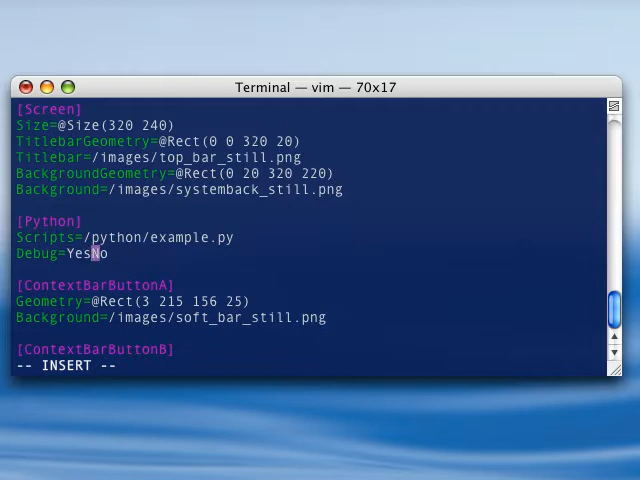 Terminal — vim — 70x17
[Screen]
Size=@Size(320 240)
TitlebarGeometry=@Rect(0 0 320 20)
Titlebar=/images/top_bar_still.png
BackgroundGeometry=@Rect(0 20 320 220)
Background=/images/systemback_still.png
[Python]
Scripts=/python/example.py
Debug=YesNo
[ContextBarButtonA]
Geometry=@Rect(3 215 156 25)
Background=/images/soft_bar_still.png
[ContextBarButtonB]
-- INSERT --